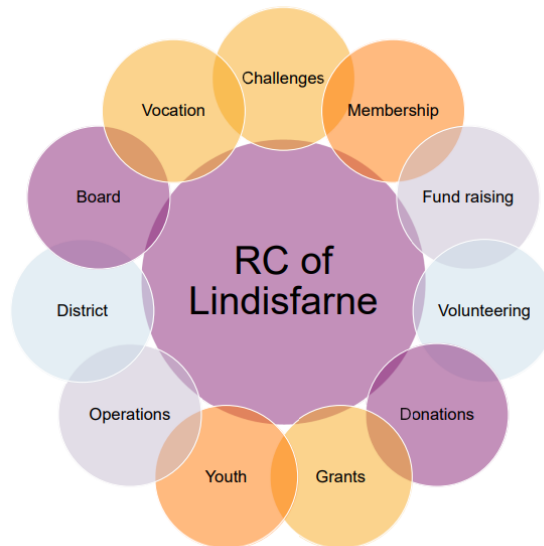 Challenges
Membership
Fund raising
Volunteering
Donations
Grants
Youth
Operations
District
Board
Vocation
RC of
Lindisfarne